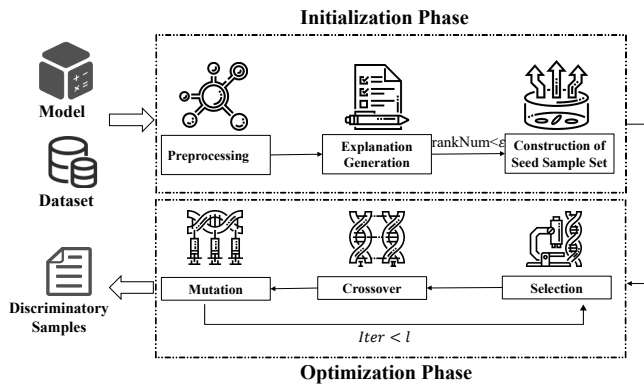 Initialization Phase
Model
Dataset
Preprocessing
Explanation
Generation
rankNum<ε
Construction of
Seed Sample Set
Discriminatory
Samples
Mutation
Crossover
Selection
Iter < l
Optimization Phase